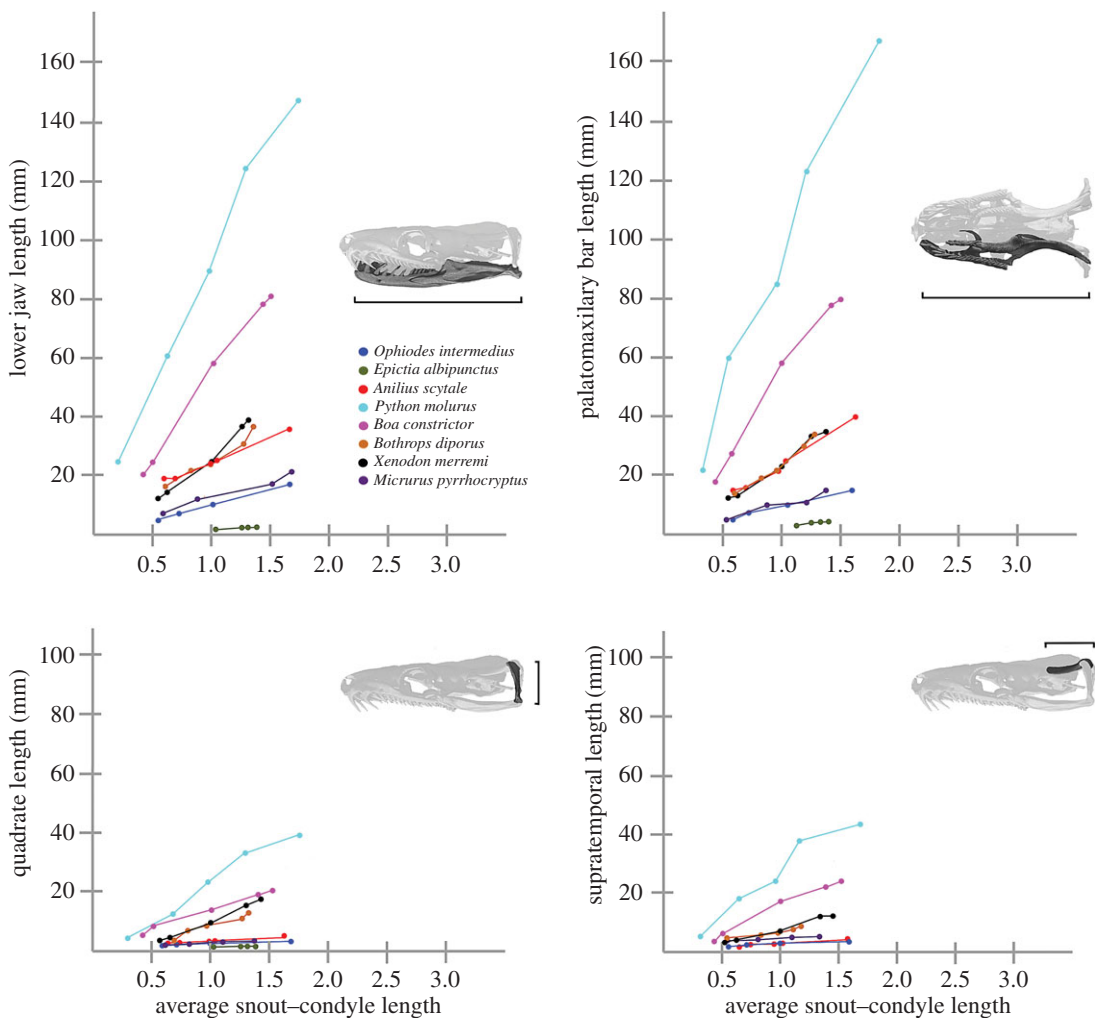 lower jaw length (mm)
160
140
120
100
80
60
40
20
0.5 1.0 1.5 2.0 2.5 3.0
Ophiodes intermedius
Epictia albipunctus
Anilius scytale
Python molurus
Boa constrictor
Bothrops diporus
Xenodon merremi
Micrurus pyrrhocryptus
palatomaxilary bar length (mm)
160
140
120
100
80
60
40
20
0.5 1.0 1.5 2.0 2.5 3.0
quadrate length (mm)
100
80
60
40
20
0.5 1.0 1.5 2.0 2.5 3.0
average snout–condyle length
supratemporal length (mm)
100
80
60
40
20
0.5 1.0 1.5 2.0 2.5 3.0
average snout–condyle length